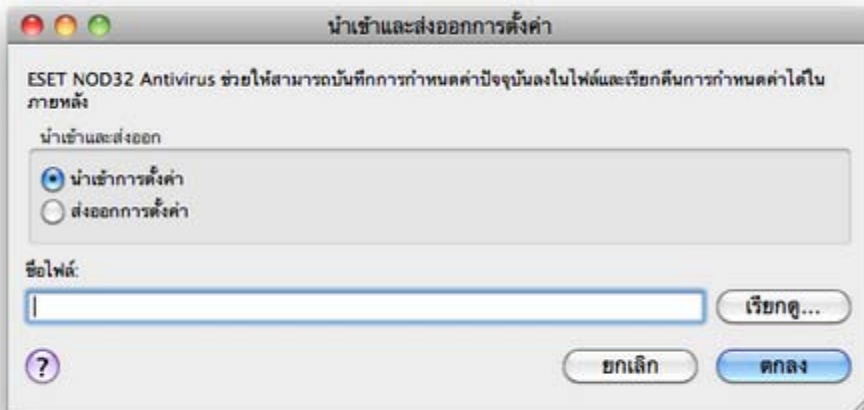 นำเข้าและส่งออกการตั้งค่า
ESET NOD32 Antivirus ช่วยให้สามารถบันทึกการกำหนดค่าปัจจุบันลงในไฟล์และเรียกคืนการกำหนดค่าได้ใน
ภายหลัง
นำเข้าและส่งออก
นำเข้าการตั้งค่า
ส่งออกการตั้งค่า
ชื่อไฟล์:
เรียกดู...
?
ยกเลิก
ตกลง